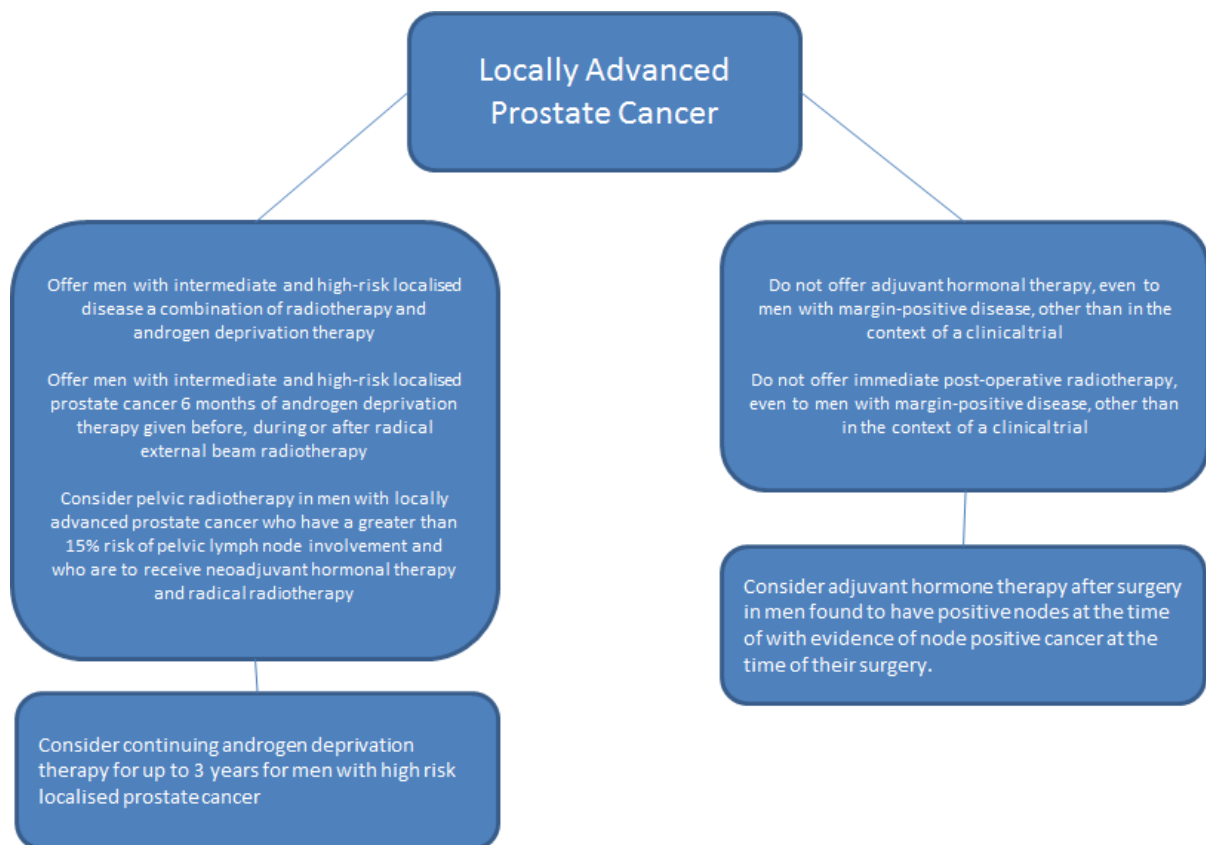 Locally Advanced
Prostate Cancer
Offer men with intermediate and high-risk localised
disease a combination of radiotherapy and
androgen deprivation therapy
Offer men with intermediate and high-risk localised
prostate cancer 6 months of androgen deprivation
therapy given before, during or after radical
external beam radiotherapy
Consider pelvic radiotherapy in men with locally
advanced prostate cancer who have a greater than
15% risk of pelvic lymph node involvement and
who are to receive neoadjuvant hormonal therapy
and radical radiotherapy
Consider continuing androgen deprivation
therapy for up to 3 years for men with high risk
localised prostate cancer
Do not offer adjuvant hormonal therapy, even to
men with margin-positive disease, other than in the
context of a clinical trial
Do not offer immediate post-operative radiotherapy,
even to men with margin-positive disease, other than
in the context of a clinical trial
Consider adjuvant hormone therapy after surgery
in men found to have positive nodes at the time
of with evidence of node positive cancer at the
time of their surgery.